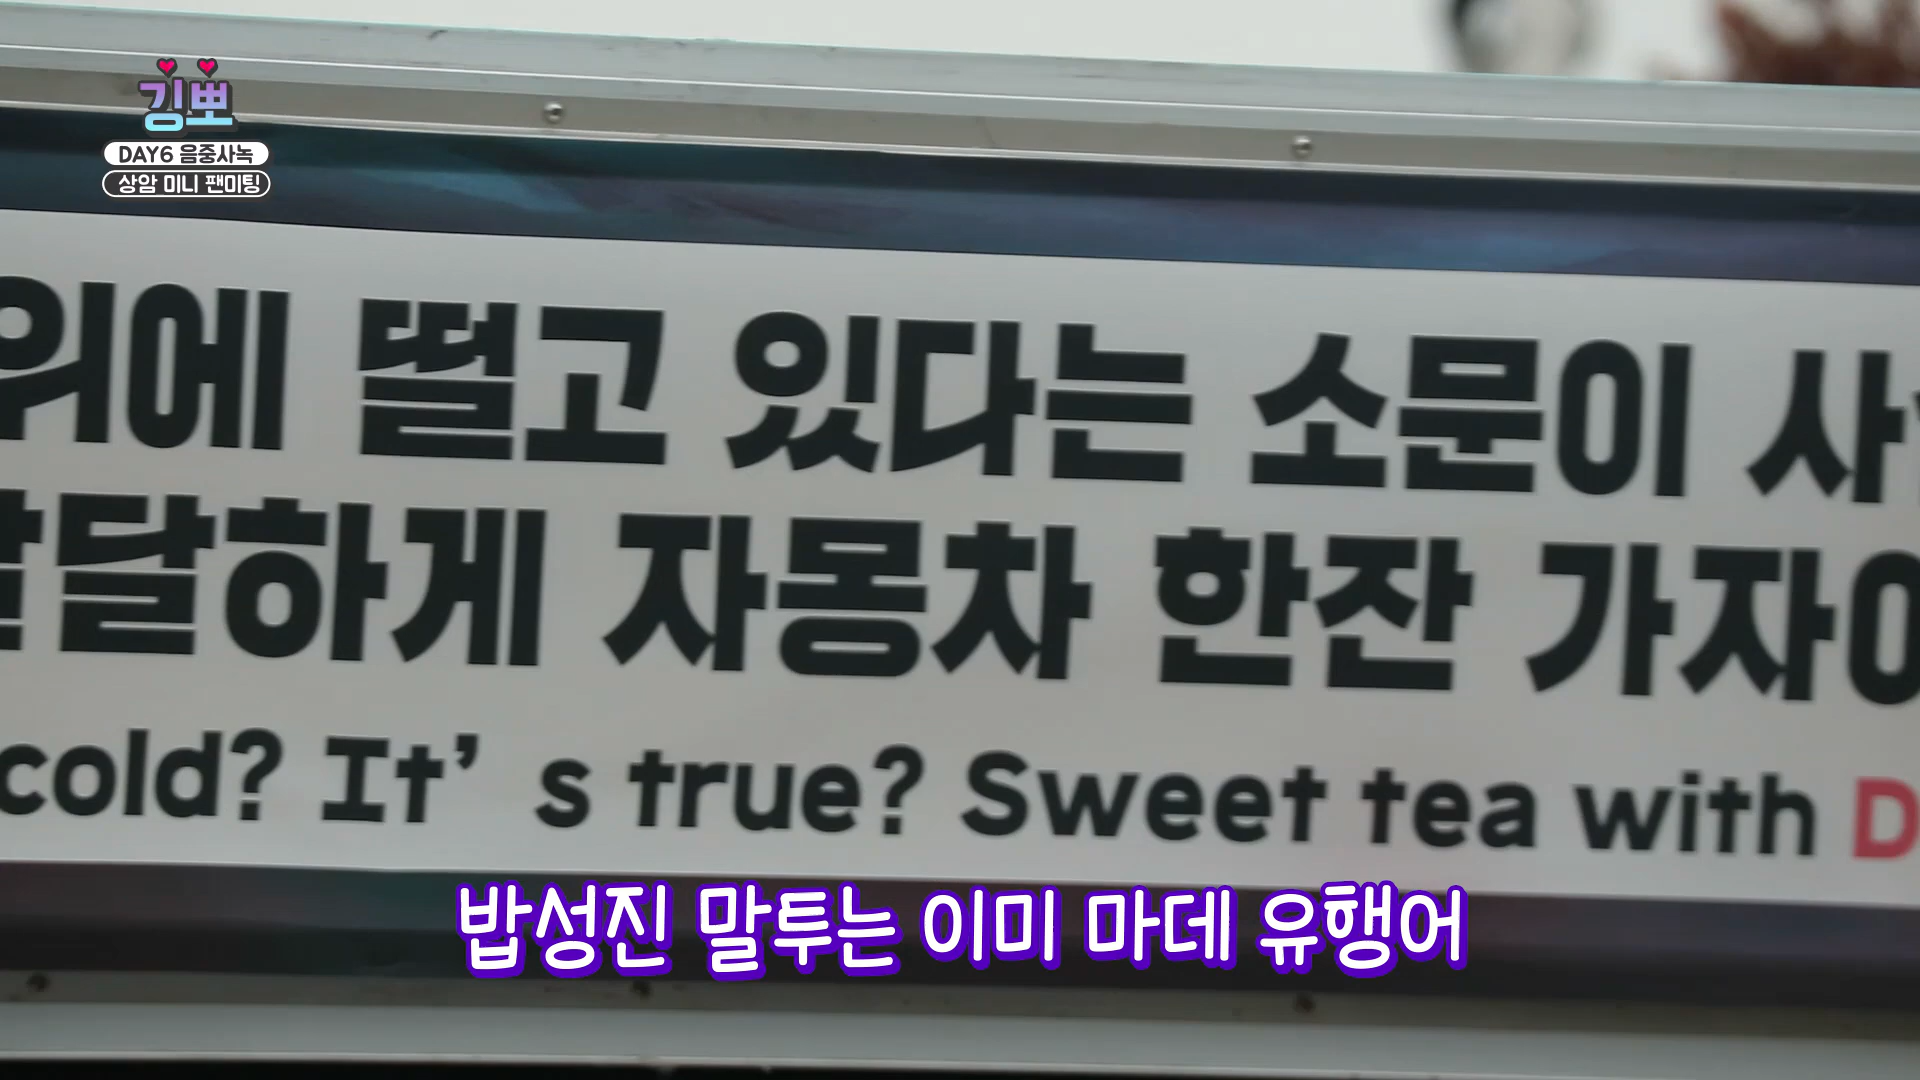 킹뽀
DAY6 음중사녹
상암 미니 팬미팅
위에 떨고 있다는 소문이
달달하게 자몽차 한잔 가자
cold? It's true? Sweet tea with D
밥성진 말투는 이미 마데 유행어